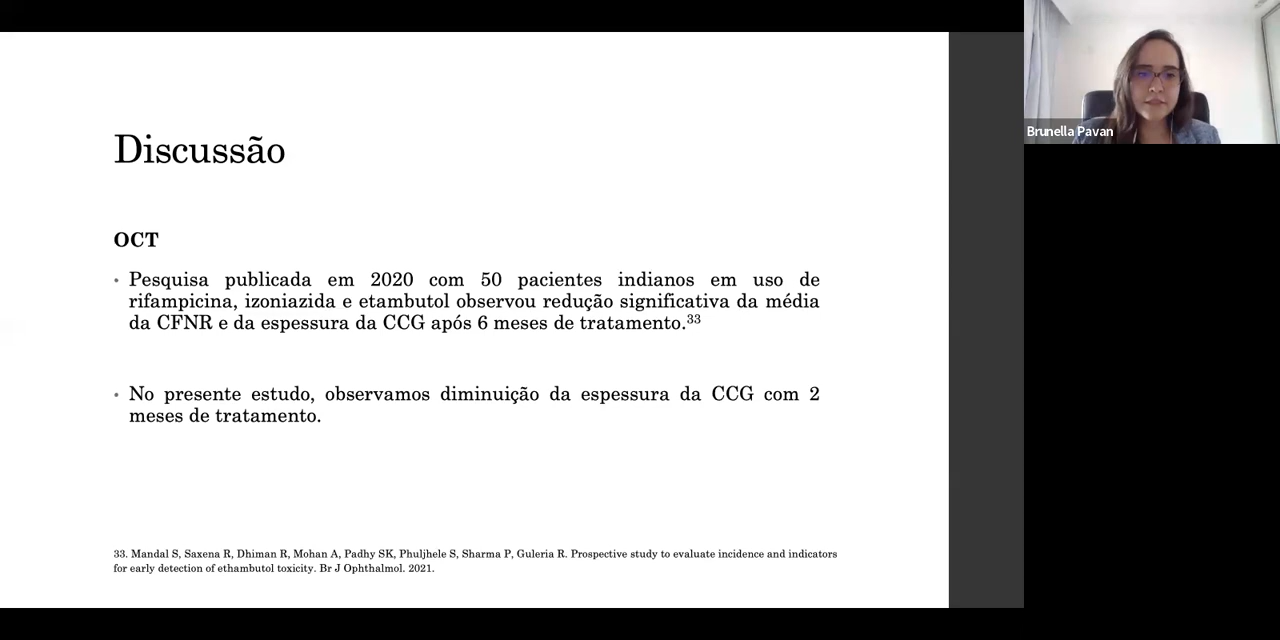 Discussão
OCT
• Pesquisa publicada em 2020 com 50 pacientes indianos em uso de
rifampicina, izoniazida e etambutol observou redução significativa da média
da CFNR e da espessura da CCG após 6 meses de tratamento.³³
• No presente estudo, observamos diminuição da espessura da CCG com 2
meses de tratamento.
33. Mandal S, Saxena R, Dhiman R, Mohan A, Padhy SK, Phuljhele S, Sharma P, Guleria R. Prospective study to evaluate incidence and indicators
for early detection of ethambutol toxicity. Br J Ophthalmol. 2021.
Brunella Pavan